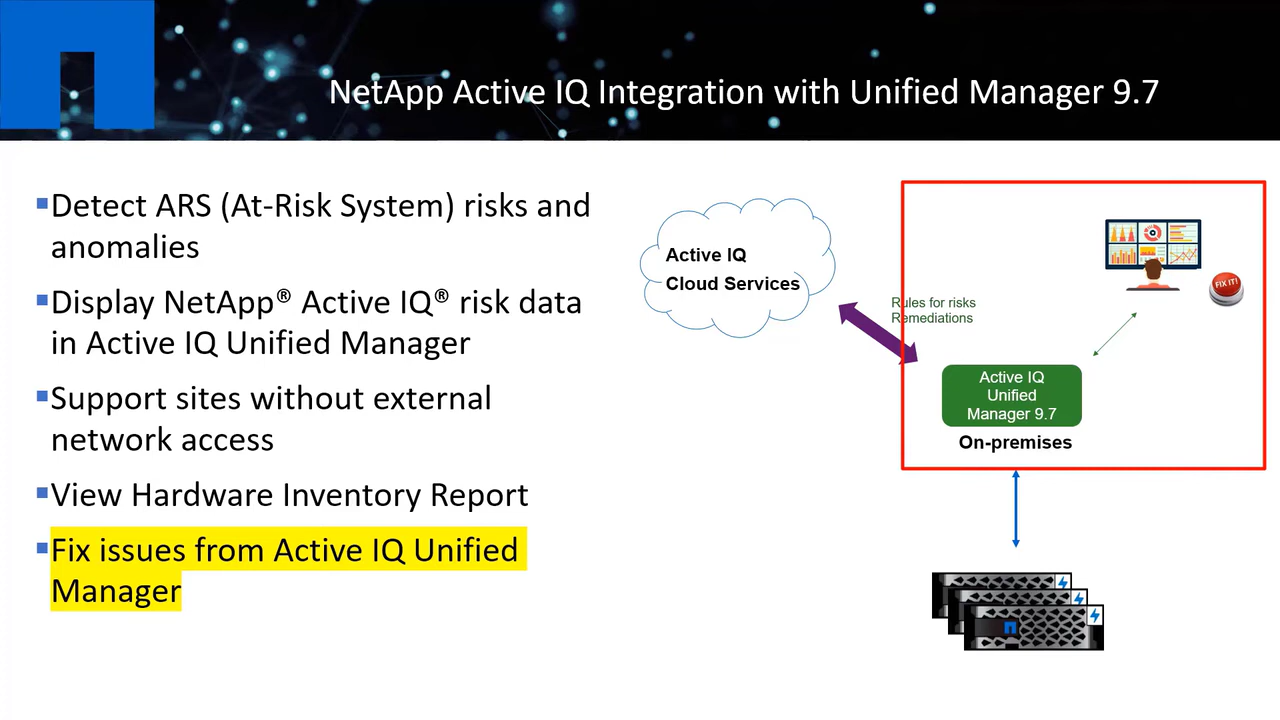 NetApp Active IQ Integration with Unified Manager 9.7
▪Detect ARS (At-Risk System) risks and
anomalies
▪Display NetApp® Active IQ® risk data
in Active IQ Unified Manager
▪Support sites without external
network access
▪View Hardware Inventory Report
▪Fix issues from Active IQ Unified
Manager
Active IQ
Cloud Services
Rules for risks
Remediations
FIX IT!
Active IQ
Unified
Manager 9.7
On-premises